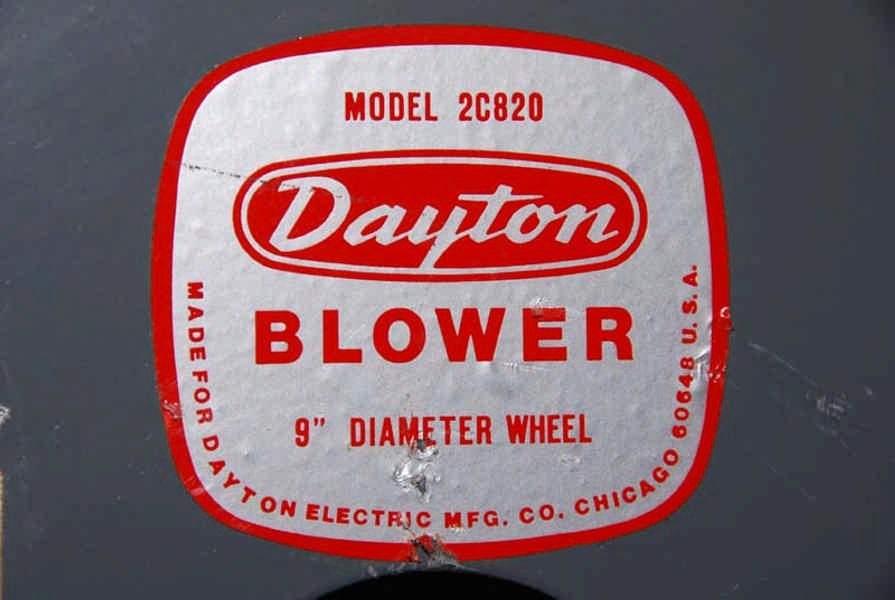 MODEL 2C820
Dayton
BLOWER
9" DIAMETER WHEEL
MADE FOR DAYTON ELECTRIC MFG. CO. CHICAGO 60648 U.S.A.